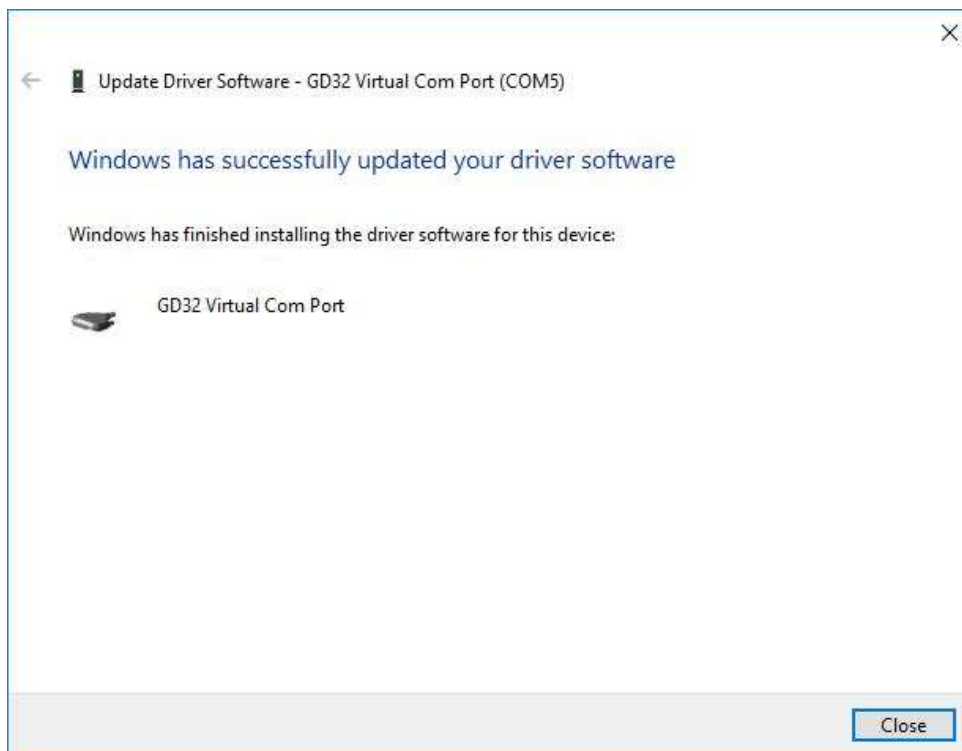 Update Driver Software - GD32 Virtual Com Port (COM5)
Windows has successfully updated your driver software
Windows has finished installing the driver software for this device:
GD32 Virtual Com Port
Close